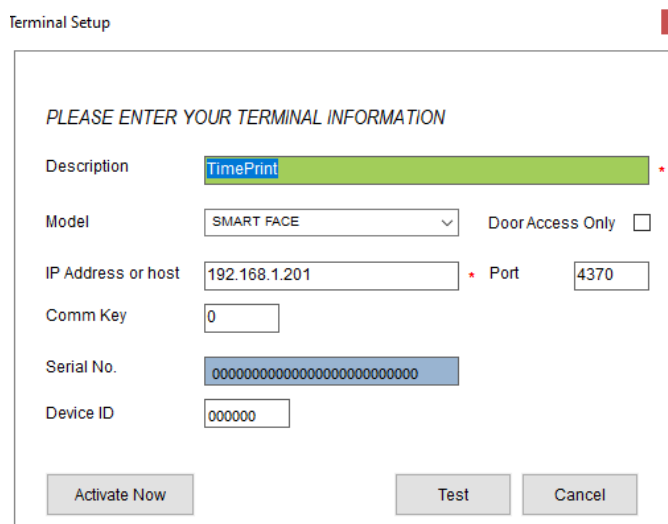 Terminal Setup
PLEASE ENTER YOUR TERMINAL INFORMATION
Description TimePrint *
Model SMART FACE Door Access Only
IP Address or host 192.168.1.201 * Port 4370
Comm Key 0
Serial No. 00000000000000000000000000
Device ID 000000
Activate Now Test Cancel